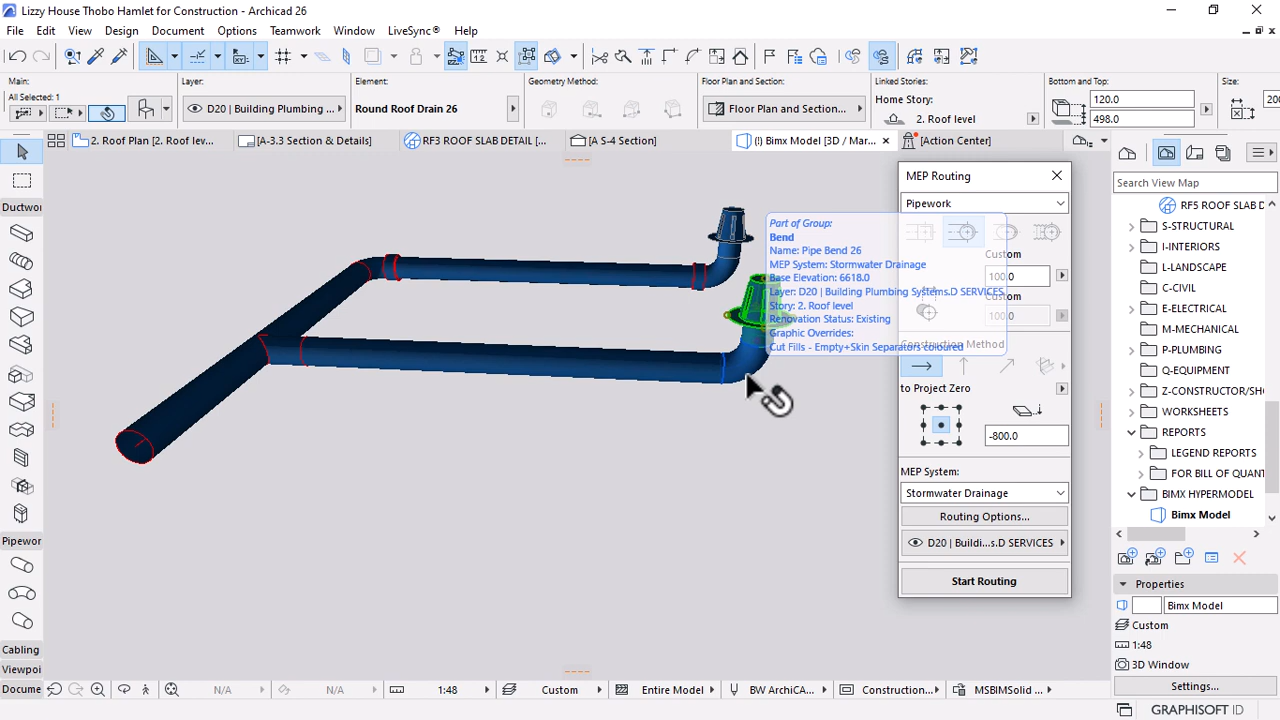 Lizzy House Thobo Hamlet for Construction - Archicad 26
File Edit View Design Document Options Teamwork Window LiveSync® Help
Main:
All Selected: 1
Layer:
D20 | Building Plumbing ...
Element:
Round Roof Drain 26
Geometry Method:
Floor Plan and Section:
Floor Plan and Section...
Linked Stories:
Home Story:
2. Roof level
Bottom and Top:
120.0
498.0
Size:
200
2. Roof Plan [2. Roof lev...
[A-3.3 Section & Details]
RF3 ROOF SLAB DETAIL [...
[A S-4 Section]
(!) Bimx Model [3D / Mar...
[Action Center]
Ductwo
Pipewor
Cabling
Viewpoi
Docume
Part of Group:
Bend
Name: Pipe Bend 26
MEP System: Stormwater Drainage
Base Elevation: 6618.0
Layer: D20 | Building Plumbing Systems.D SERVICES
Story: 2. Roof level
Renovation Status: Existing
Graphic Overrides:
Cut Fills - Empty+Skin Separators coloured
MEP Routing
Pipework
Custom
100.0
Custom
100.0
Construction Method
to Project Zero
-800.0
MEP System:
Stormwater Drainage
Routing Options...
D20 | Buildi...s.D SERVICES
Start Routing
Search View Map
RF5 ROOF SLAB D
S-STRUCTURAL
I-INTERIORS
L-LANDSCAPE
C-CIVIL
E-ELECTRICAL
M-MECHANICAL
P-PLUMBING
Q-EQUIPMENT
Z-CONSTRUCTOR/SH
WORKSHEETS
REPORTS
LEGEND REPORTS
FOR BILL OF QUANT
BIMX HYPERMODEL
Bimx Model
Properties
Bimx Model
Custom
1:48
3D Window
Settings...
N/A
N/A
1:48
Custom
Entire Model
BW ArchiCA...
Construction...
MSBIMSolid ...
GRAPHISOFT ID